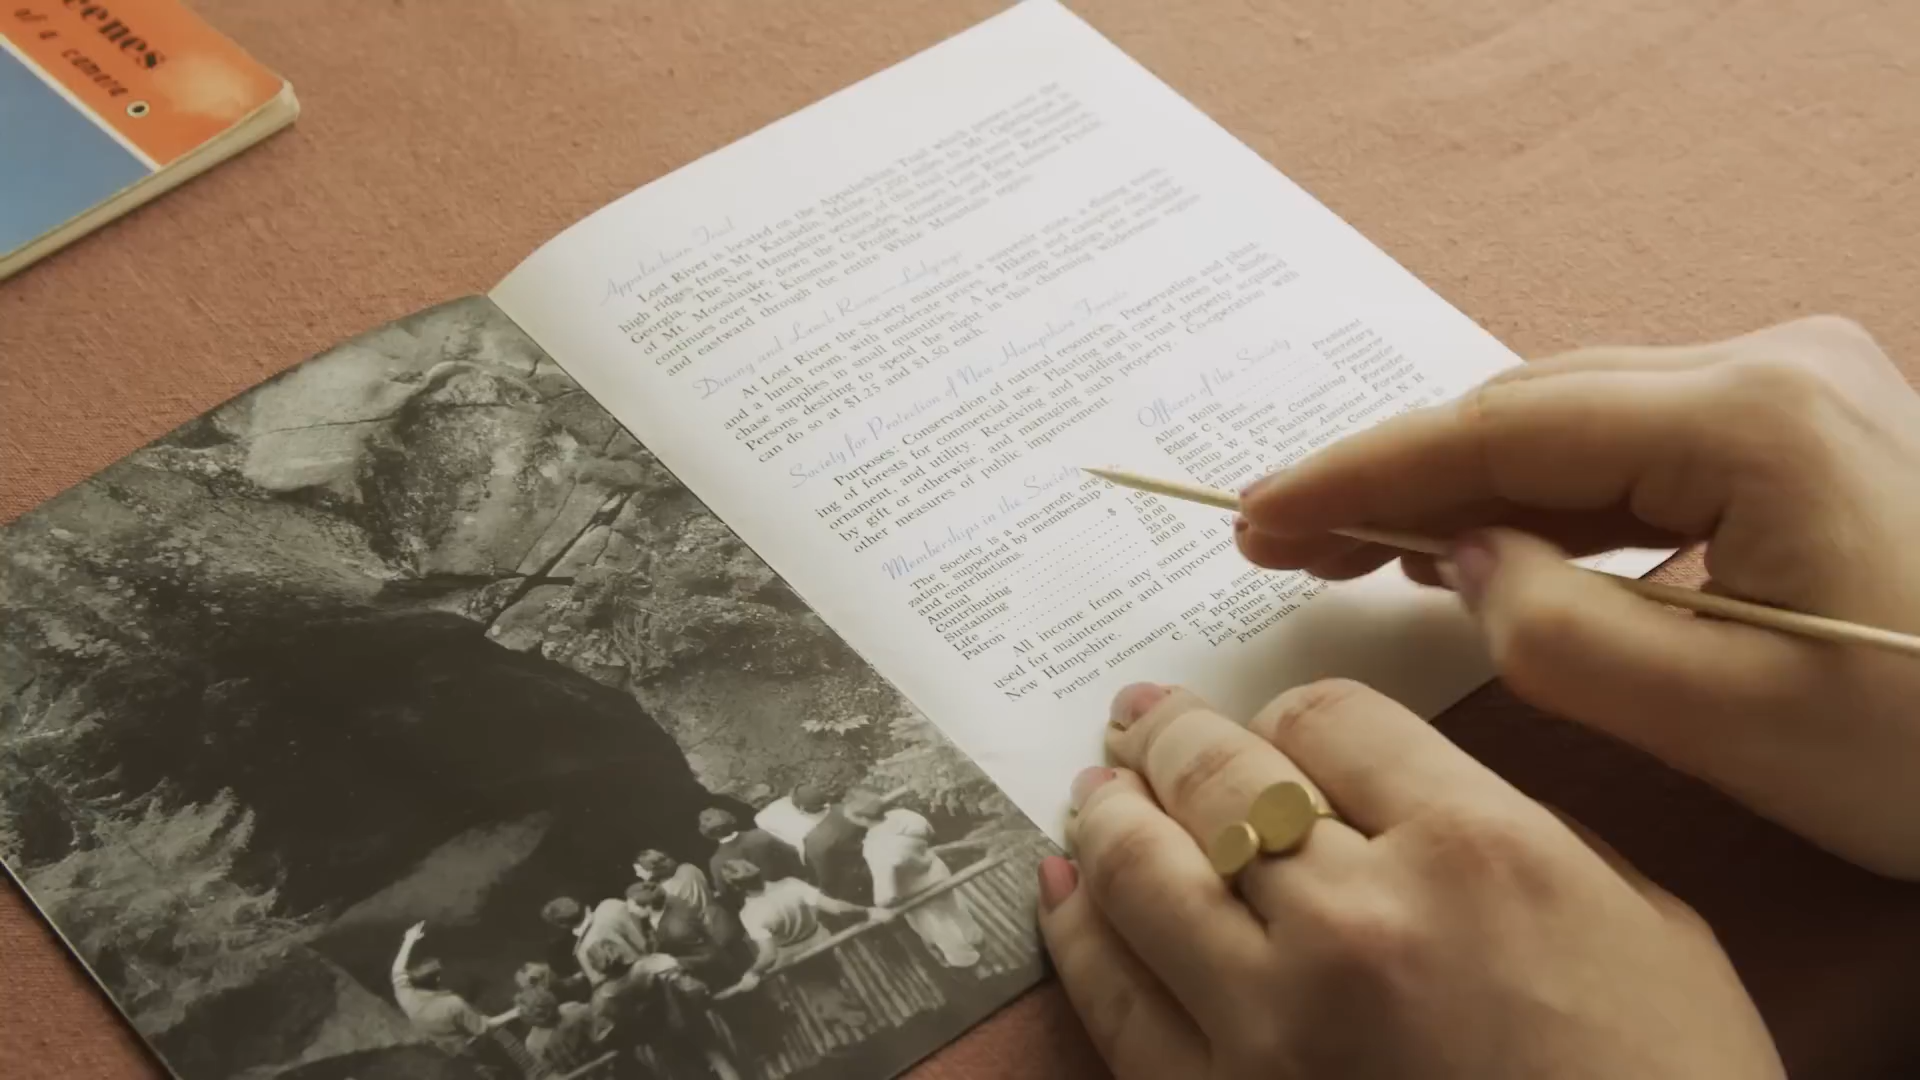 enes
of a camera
Appalachian Trail
Lost River is located on the Appalachian Trail which passes over the
high ridges from Mt. Katahdin, Maine, 2,200 miles to Mt. Oglethorpe in
Georgia. The New Hampshire section of this trail comes over the summit
of Mt. Moosilauke, down the Cascades, crosses Lost River Reservation,
continues over Mt. Kinsman to Profile Mountain and the famous Profile
and eastward through the entire White Mountain region.
Dining and Lunch Room—Lodgings
At Lost River the Society maintains a souvenir store, a dining room,
and a lunch room, with moderate prices. Hikers and campers can pur-
chase supplies in small quantities. A few camp lodgings are available
Persons desiring to spend the night in this charming wilderness region
can do so at $1.25 and $1.50 each.
Society for Protection of New Hampshire Forests
Purposes: Conservation of natural resources. Preservation and plant-
ing of forests for commercial use. Planting and care of trees for shade,
ornament, and utility. Receiving and holding in trust property acquired
by gift or otherwise, and managing such property. Co-operation with
other measures of public improvement.
Memberships in the Society
The Society is a non-profit org
zation, supported by membership d
and contributions.
Annual $ 1.00
Contributing 5.00
Sustaining 10.00
Life 25.00
Patron 100.00
Officers of the Society
Allen Hollis President
Edgar C. Hirst Secretary
James J. Storrow Treasurer
Philip W. Ayres, Consulting Forester
Lawrance W. Rathbun Forester
William P. House, Assistant Forester
Capitol Street, Concord, N. H.
All income from any source in
used for maintenance and improveme
New Hampshire.
Further information may be secu
C. T. BODWELL,
The Flume Reser
Lost River Reserv
Franconia, New